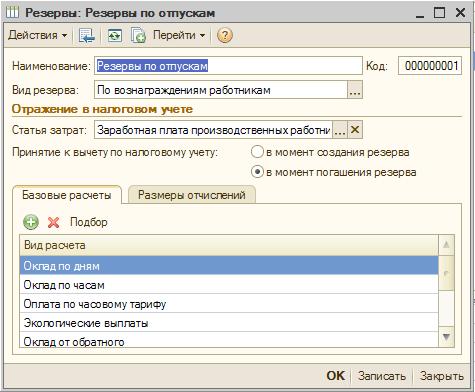 Резервы: Резервы по отпускам
Действия Перейти
Наименование: Резервы по отпускам Код: 000000001
Вид резерва: По вознаграждениям работникам ...
Отражение в налоговом учете
Статья затрат: Заработная плата производственных работни ... ×
Принятие к вычету по налоговому учету: в момент создания резерва
в момент погашения резерва
Базовые расчеты Размеры отчислений
Подбор
Вид расчета
Оклад по дням
Оклад по часам
Оплата по часовому тарифу
Экологические выплаты
Оклад от обратного
OK Записать Закрыть